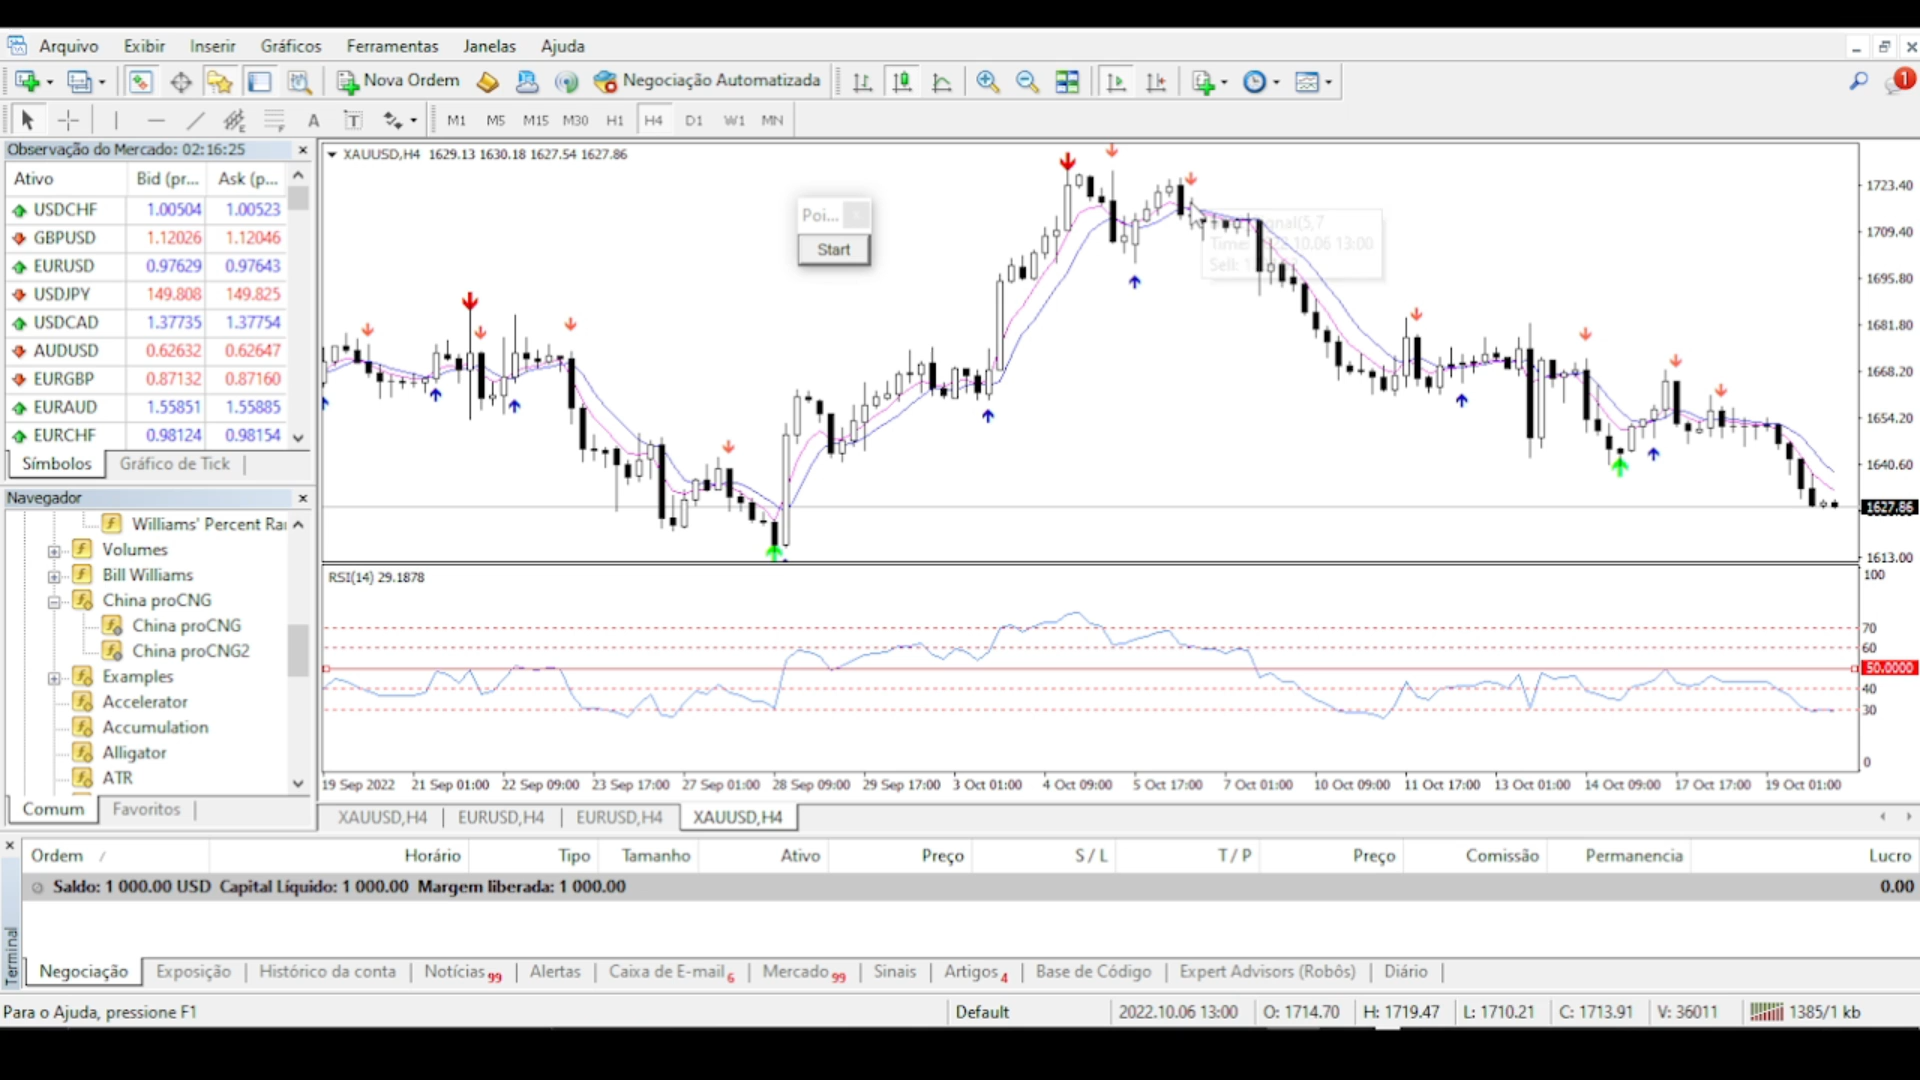 Arquivo Exibir Inserir Gráficos Ferramentas Janelas Ajuda
Nova Ordem Negociação Automatizada 1
A T M1 M5 M15 M30 H1 H4 D1 W1 MN
Observação do Mercado: 02:16:25
Ativo Bid (pr... Ask (p...
USDCHF 1.00504 1.00523
GBPUSD 1.12026 1.12046
EURUSD 0.97629 0.97643
USDJPY 149.808 149.825
USDCAD 1.37735 1.37754
AUDUSD 0.62632 0.62647
EURGBP 0.87132 0.87160
EURAUD 1.55851 1.55885
EURCHF 0.98124 0.98154
Símbolos Gráfico de Tick
Navegador
Williams' Percent Ra
Volumes
Bill Williams
China proCNG
China proCNG
China proCNG2
Examples
Accelerator
Accumulation
Alligator
ATR
Comum Favoritos
XAUUSD,H4 1629.13 1630.18 1627.54 1627.86
Poi...
Start
Time: 13:00
Sell:
1723.40
1709.40
1695.80
1681.80
1668.20
1654.20
1640.60
1627.86
1613.00
RSI(14) 29.1878
100
70
60
50.0000
40
30
0
19 Sep 2022 21 Sep 01:00 22 Sep 09:00 23 Sep 17:00 27 Sep 01:00 28 Sep 09:00 29 Sep 17:00 3 Oct 01:00 4 Oct 09:00 5 Oct 17:00 7 Oct 01:00 10 Oct 09:00 11 Oct 17:00 13 Oct 01:00 14 Oct 09:00 17 Oct 17:00 19 Oct 01:00
XAUUSD,H4 EURUSD,H4 EURUSD,H4 XAUUSD,H4
Ordem / Horário Tipo Tamanho Ativo Preço S / L T / P Preço Comissão Permanencia Lucro
Saldo: 1 000.00 USD Capital Líquido: 1 000.00 Margem liberada: 1 000.00 0.00
Terminal
Negociação Exposição Histórico da conta Notícias 99 Alertas Caixa de E-mail 6 Mercado 99 Sinais Artigos 4 Base de Código Expert Advisors (Robôs) Diário
Para o Ajuda, pressione F1 Default 2022.10.06 13:00 O: 1714.70 H: 1719.47 L: 1710.21 C: 1713.91 V: 36011 1385/1 kb